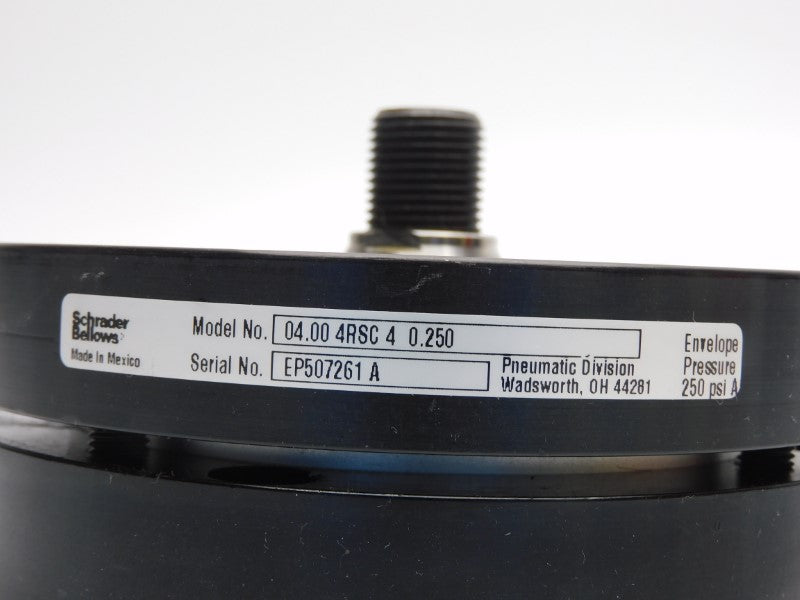 Schrader
Bellows
Made In Mexico
Model No. 04.00 4RSC 4 0.250
Serial No. EP507261 A
Pneumatic Division
Wadsworth, OH 44281
Envelope
Pressure
250 psi A